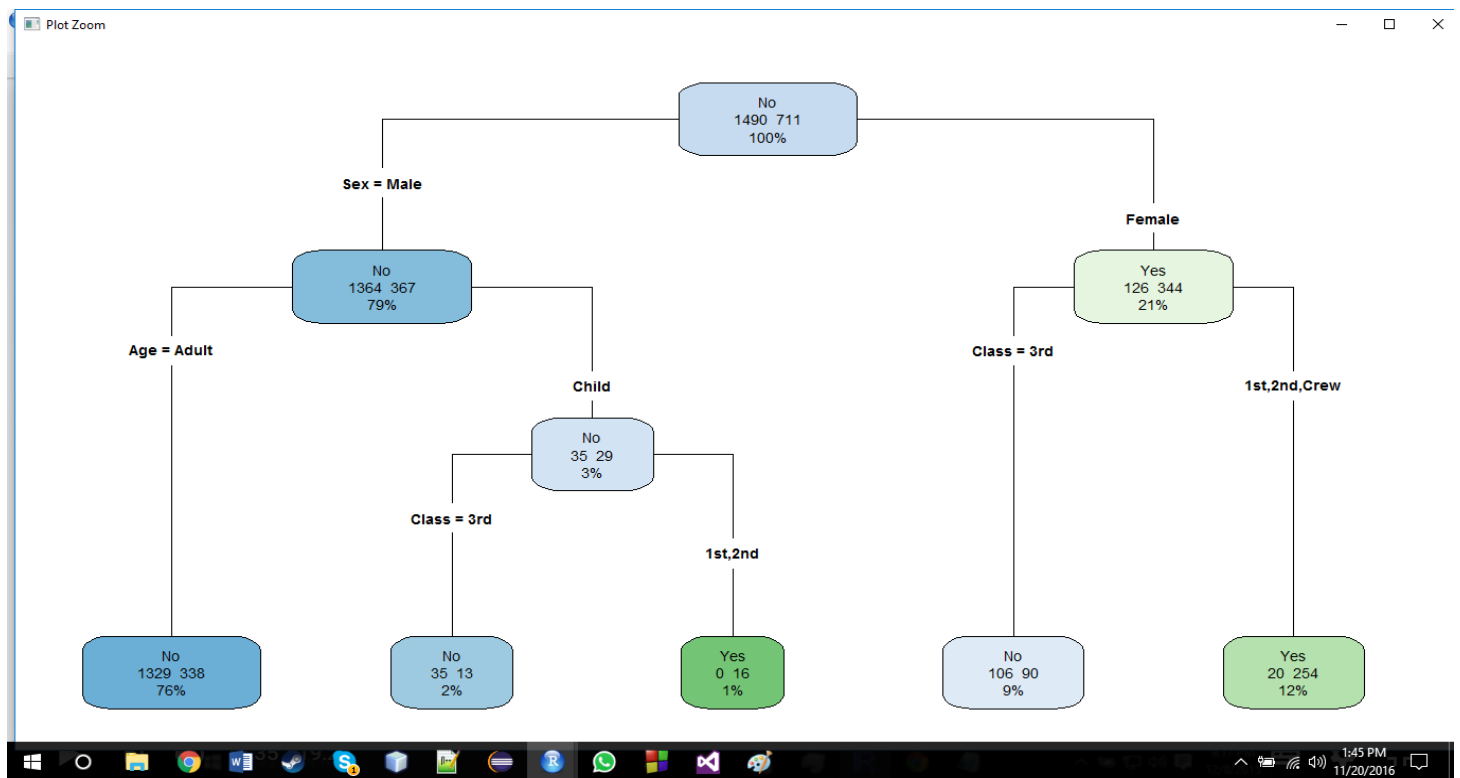 Plot Zoom
No
1490 711
100%
Sex = Male
Female
No
1364 367
79%
Yes
126 344
21%
Age = Adult
Child
Class = 3rd
1st,2nd,Crew
No
35 29
3%
Class = 3rd
1st,2nd
No
1329 338
76%
No
35 13
2%
Yes
0 16
1%
No
106 90
9%
Yes
20 254
12%
1:45 PM
11/20/2016